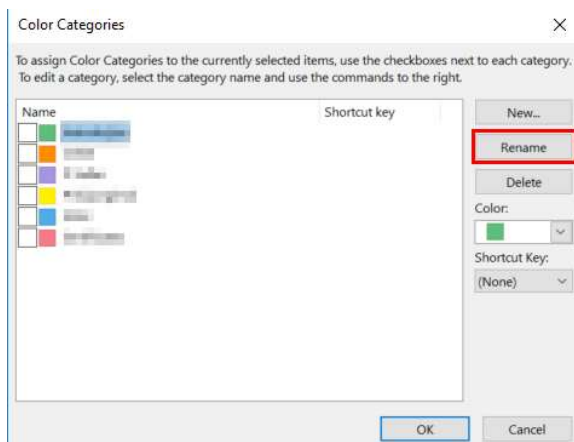 Color Categories
To assign Color Categories to the currently selected items, use the checkboxes next to each category.
To edit a category, select the category name and use the commands to the right.
Name Shortcut key
New...
Rename
Delete
Color:
Shortcut Key:
(None)
OK Cancel